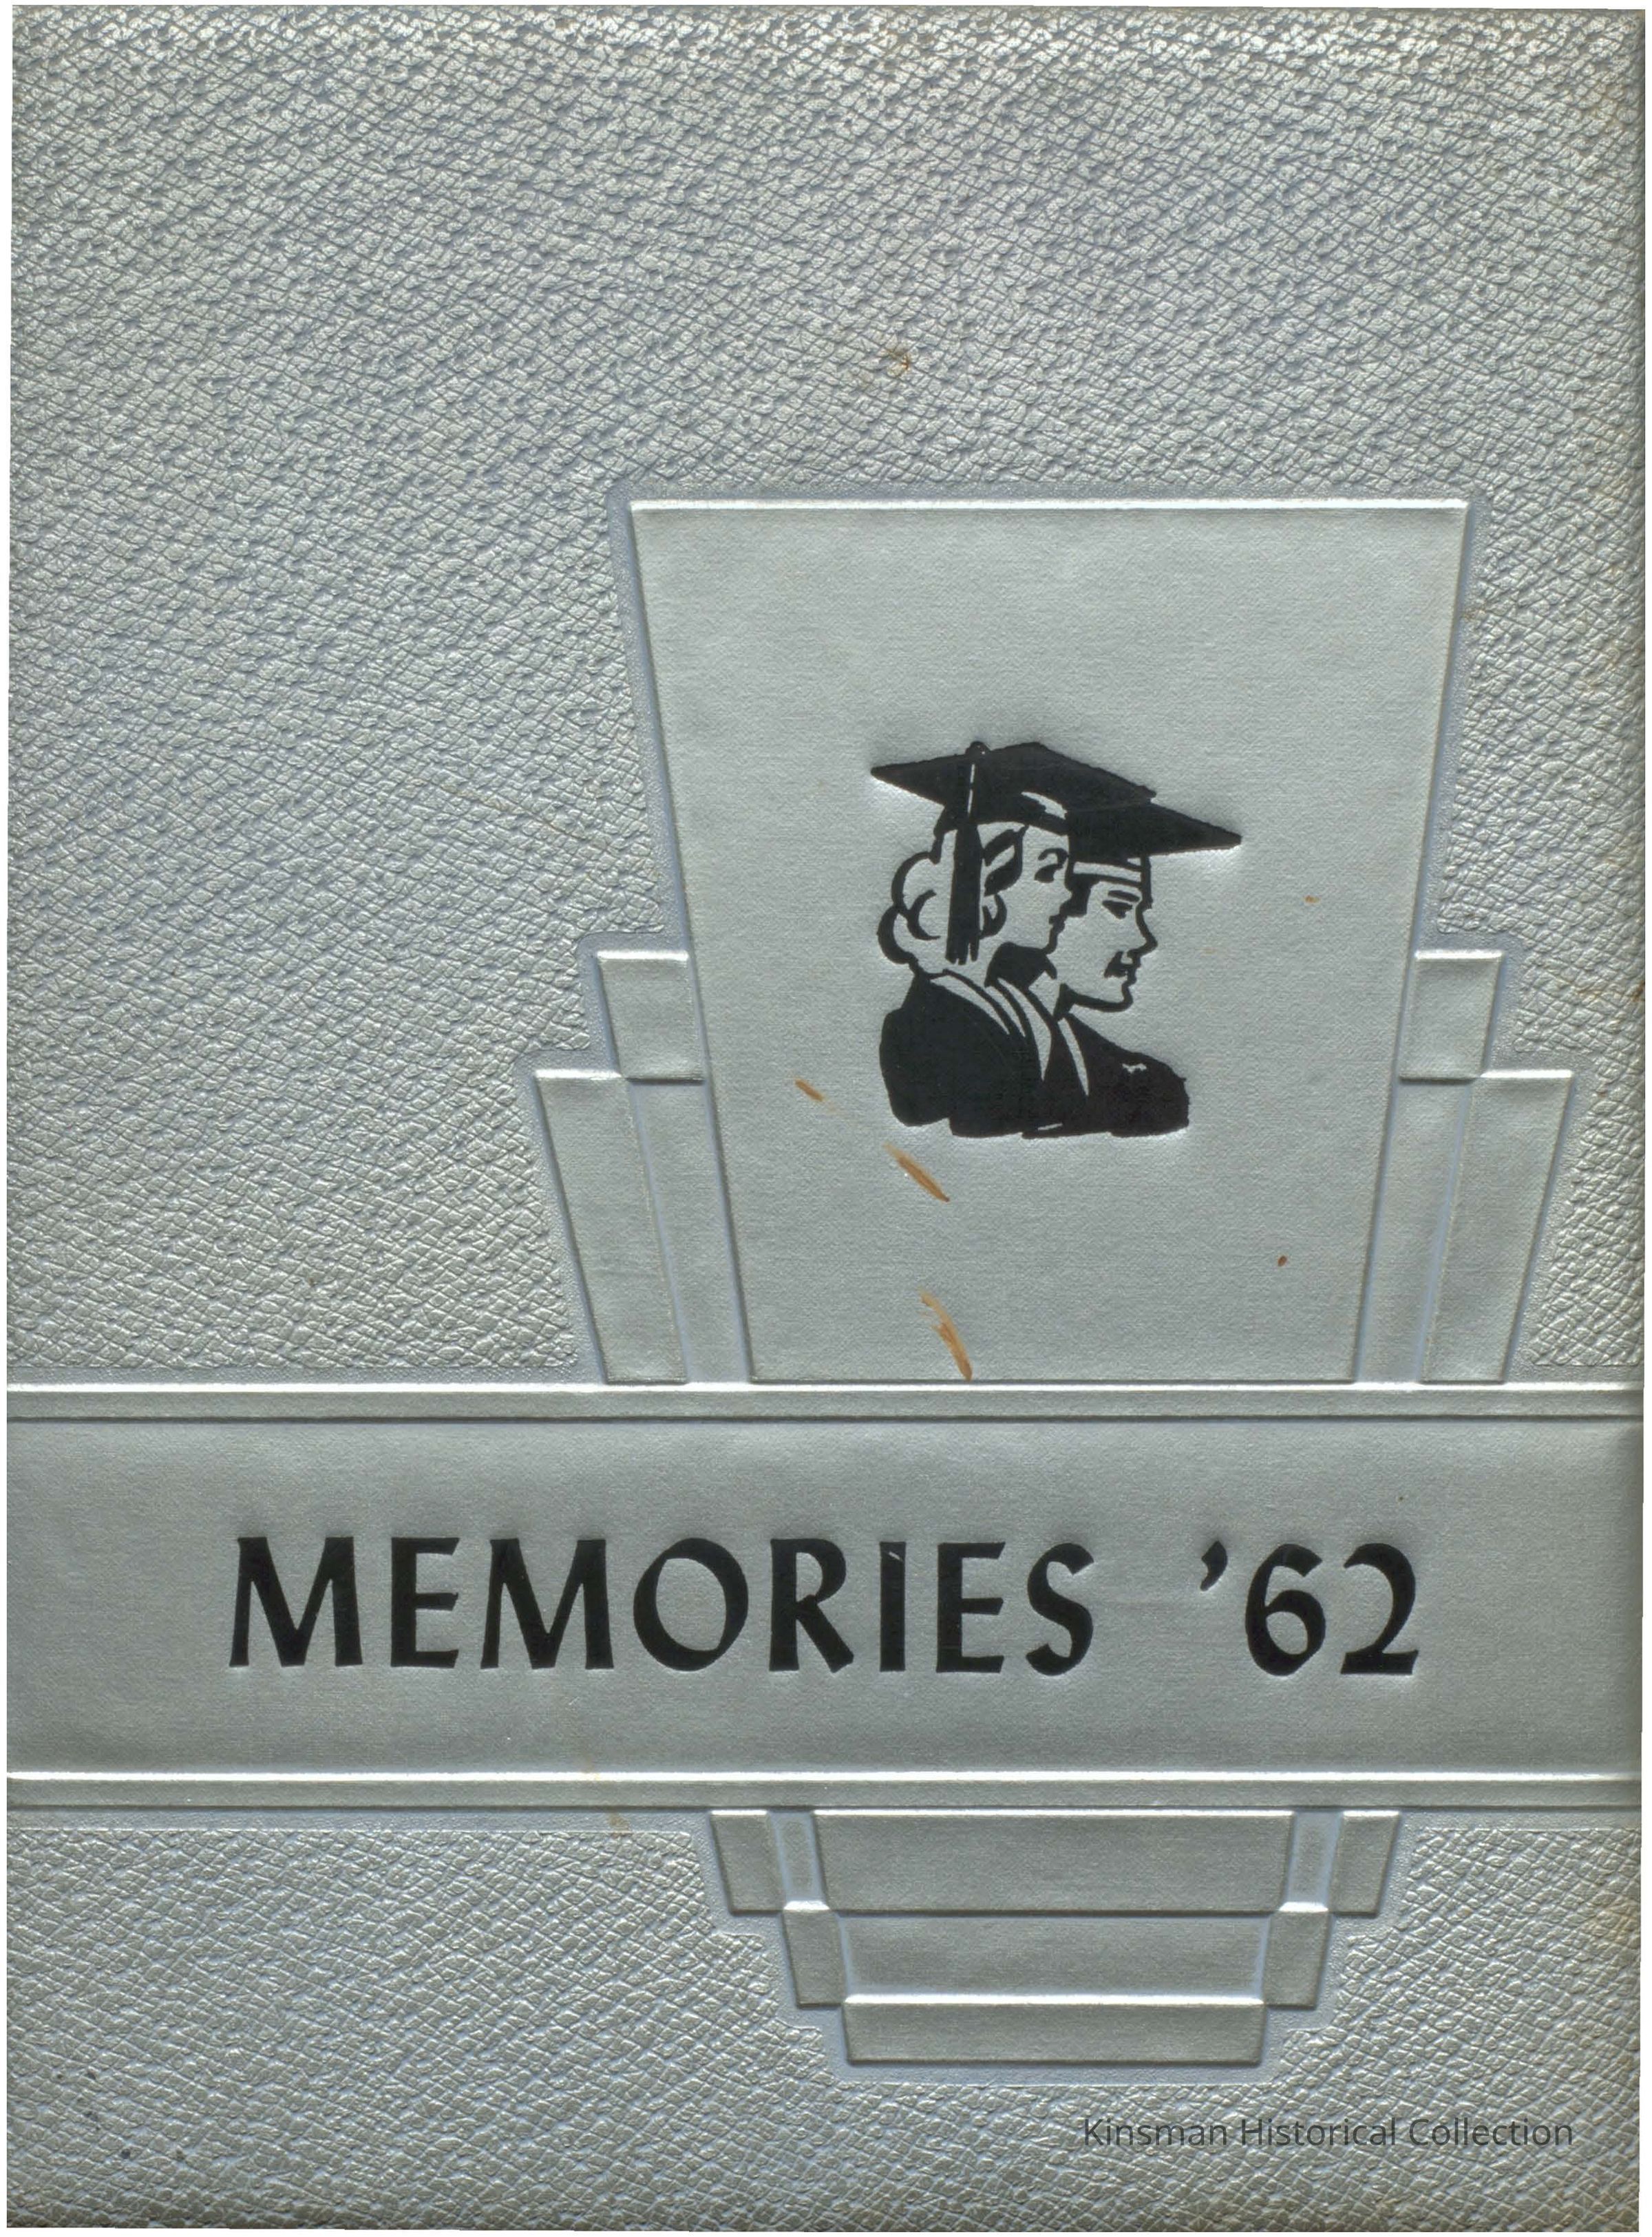 MEMORIES '62
Kinsman Historical Collection